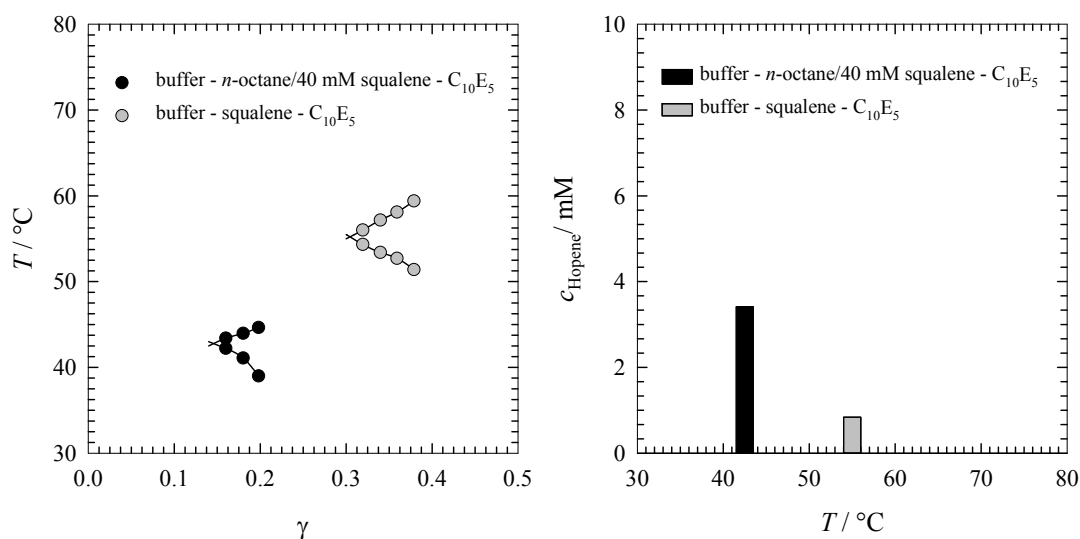 80
70
60
50
40
30
T / °C
0.0 0.1 0.2 0.3 0.4 0.5
γ
buffer - n-octane/40 mM squalene - C₁₀E₅
buffer - squalene - C₁₀E₅
10
8
6
4
2
0
c_Hopene/ mM
30 40 50 60 70 80
T / °C
buffer - n-octane/40 mM squalene - C₁₀E₅
buffer - squalene - C₁₀E₅